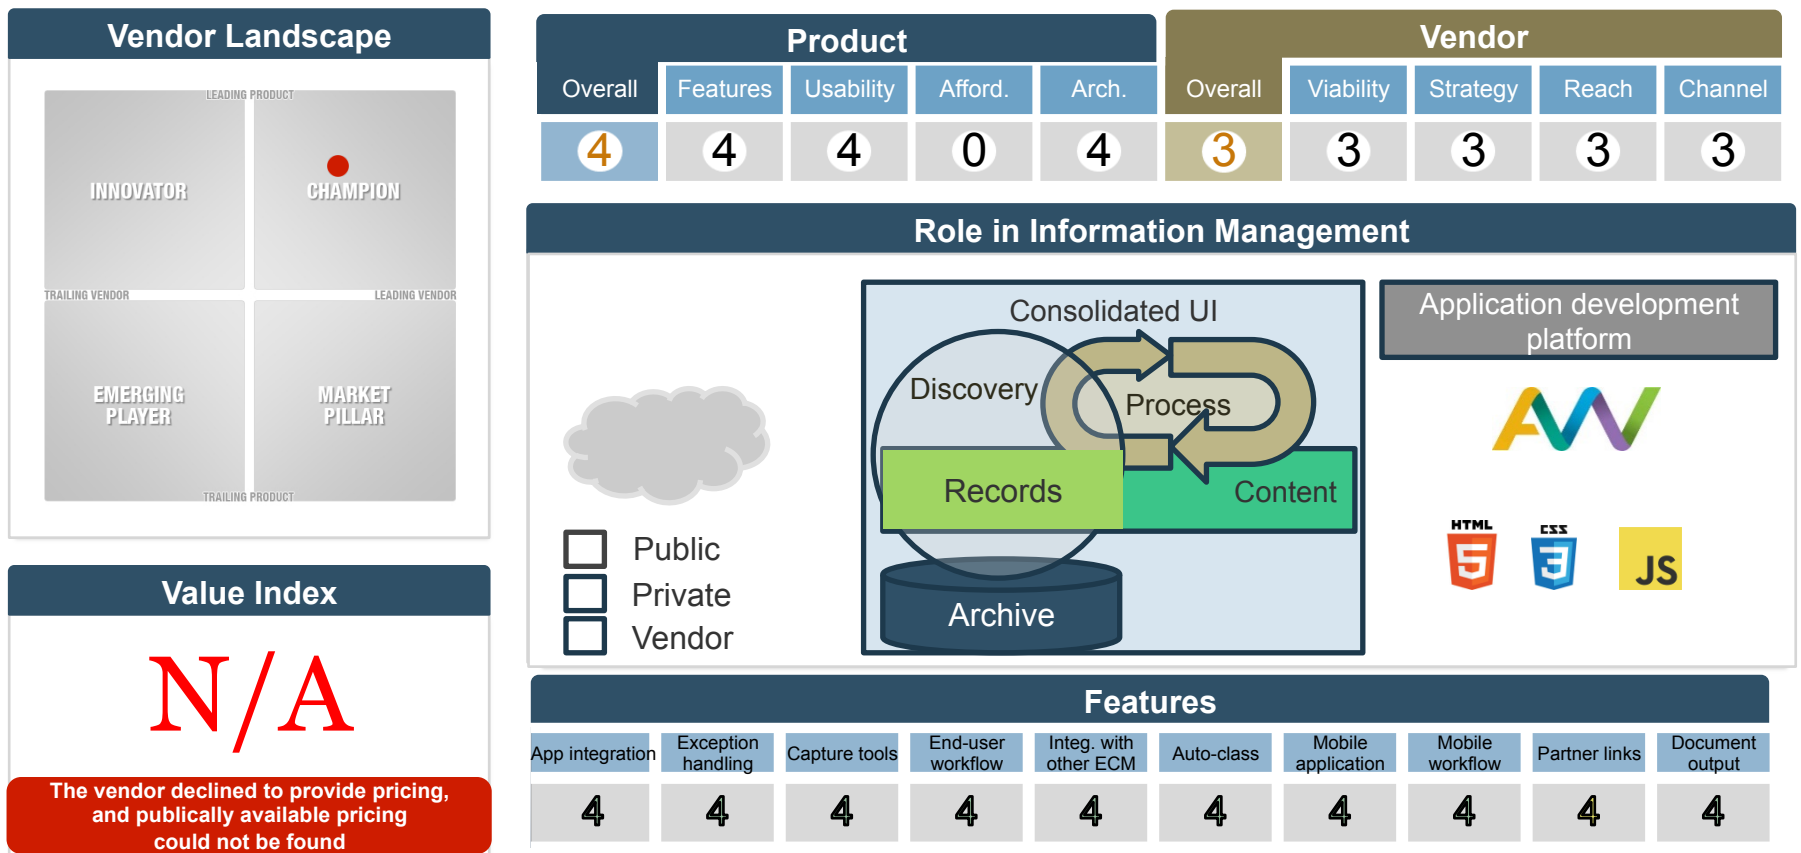 Vendor Landscape
LEADING PRODUCT
INNOVATOR
CHAMPION
TRAILING VENDOR
LEADING VENDOR
EMERGING
PLAYER
MARKET
PILLAR
TRAILING PRODUCT
Value Index
N/A
The vendor declined to provide pricing,
and publically available pricing
could not be found
Product
Vendor
Overall
Features
Usability
Afford.
Arch.
Overall
Viability
Strategy
Reach
Channel
4
4
4
0
4
3
3
3
3
3
Role in Information Management
Public
Private
Vendor
Consolidated UI
Discovery
Process
Records
Content
Archive
Application development
platform
AW
HTML
5
CSS
3
JS
Features
App integration
Exception
handling
Capture tools
End-user
workflow
Integ. with
other ECM
Auto-class
Mobile
application
Mobile
workflow
Partner links
Document
output
4
4
4
4
4
4
4
4
4
4